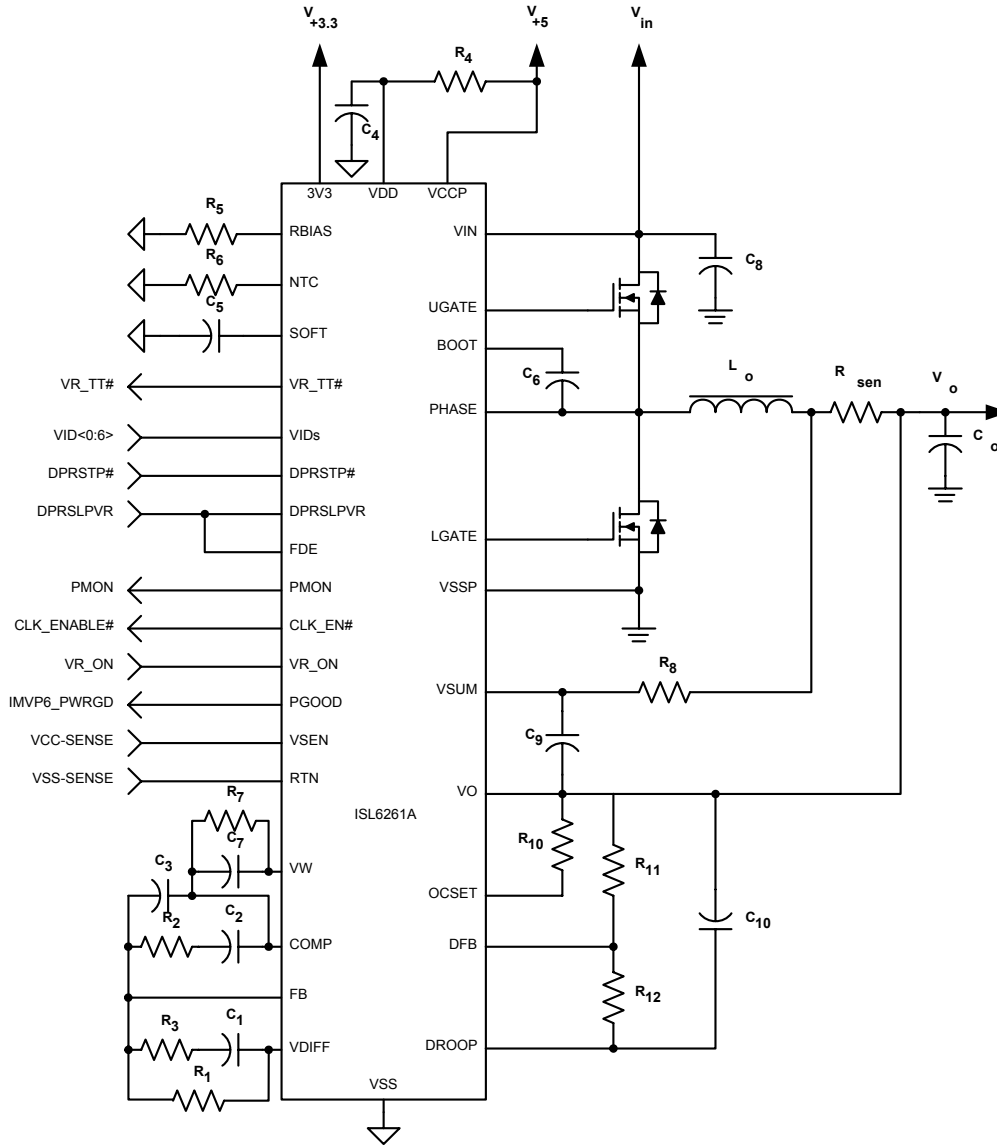 V+3.3
V+5
Vin
R4
C4
3V3 VDD VCCP
R5
RBIAS VIN
R6
C8
NTC
C5
UGATE
SOFT
BOOT
C6
Lo
Rsen
Vo
VR_TT# VR_TT#
PHASE
Co
VID<0:6> VIDs
DPRSTP# DPRSTP#
DPRSLPVR DPRSLPVR
LGATE
FDE
PMON PMON
VSSP
CLK_ENABLE# CLK_EN#
VR_ON VR_ON
R8
VSUM
IMVP6_PWRGD PGOOD
C9
VCC-SENSE VSEN
VSS-SENSE RTN
VO
R7
ISL6261A
R10
C7
R11
C3
VW
OCSET
R2
C2
C10
COMP
DFB
R12
FB
R3
C1
VDIFF
DROOP
R1
VSS